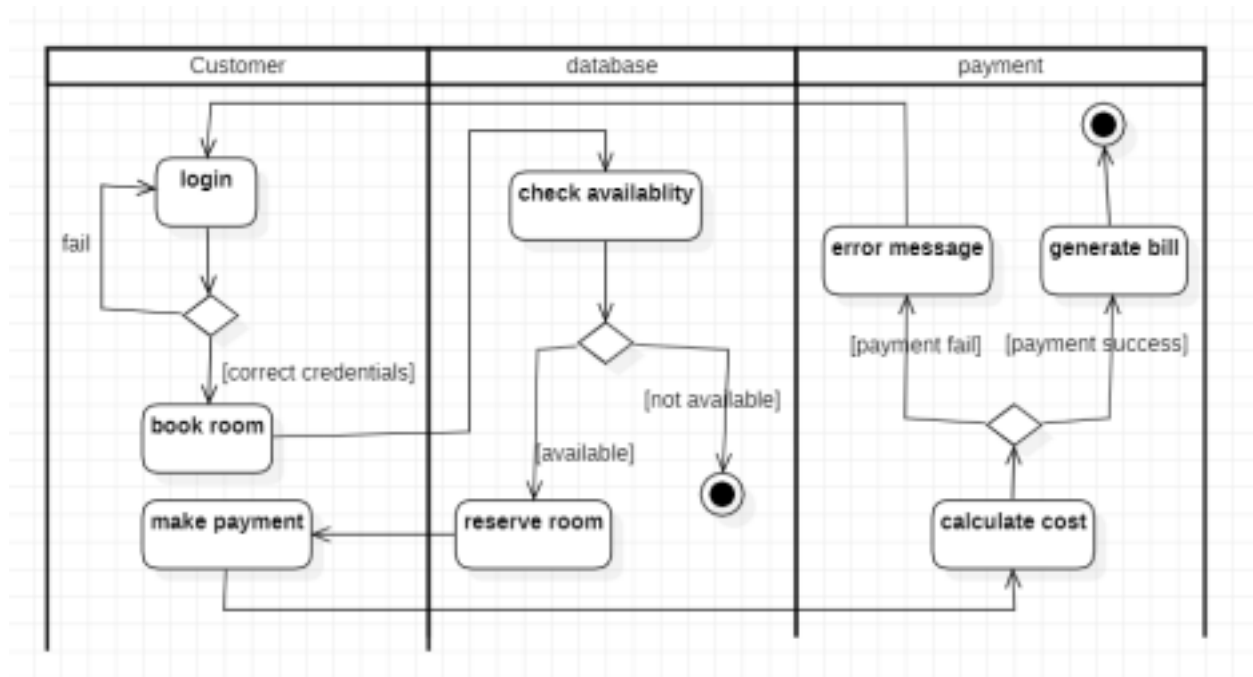 Customer
database
payment
login
check availablity
fail
error message
generate bill
[correct credentials]
[payment fail]
[payment success]
[not available]
book room
[available]
make payment
reserve room
calculate cost